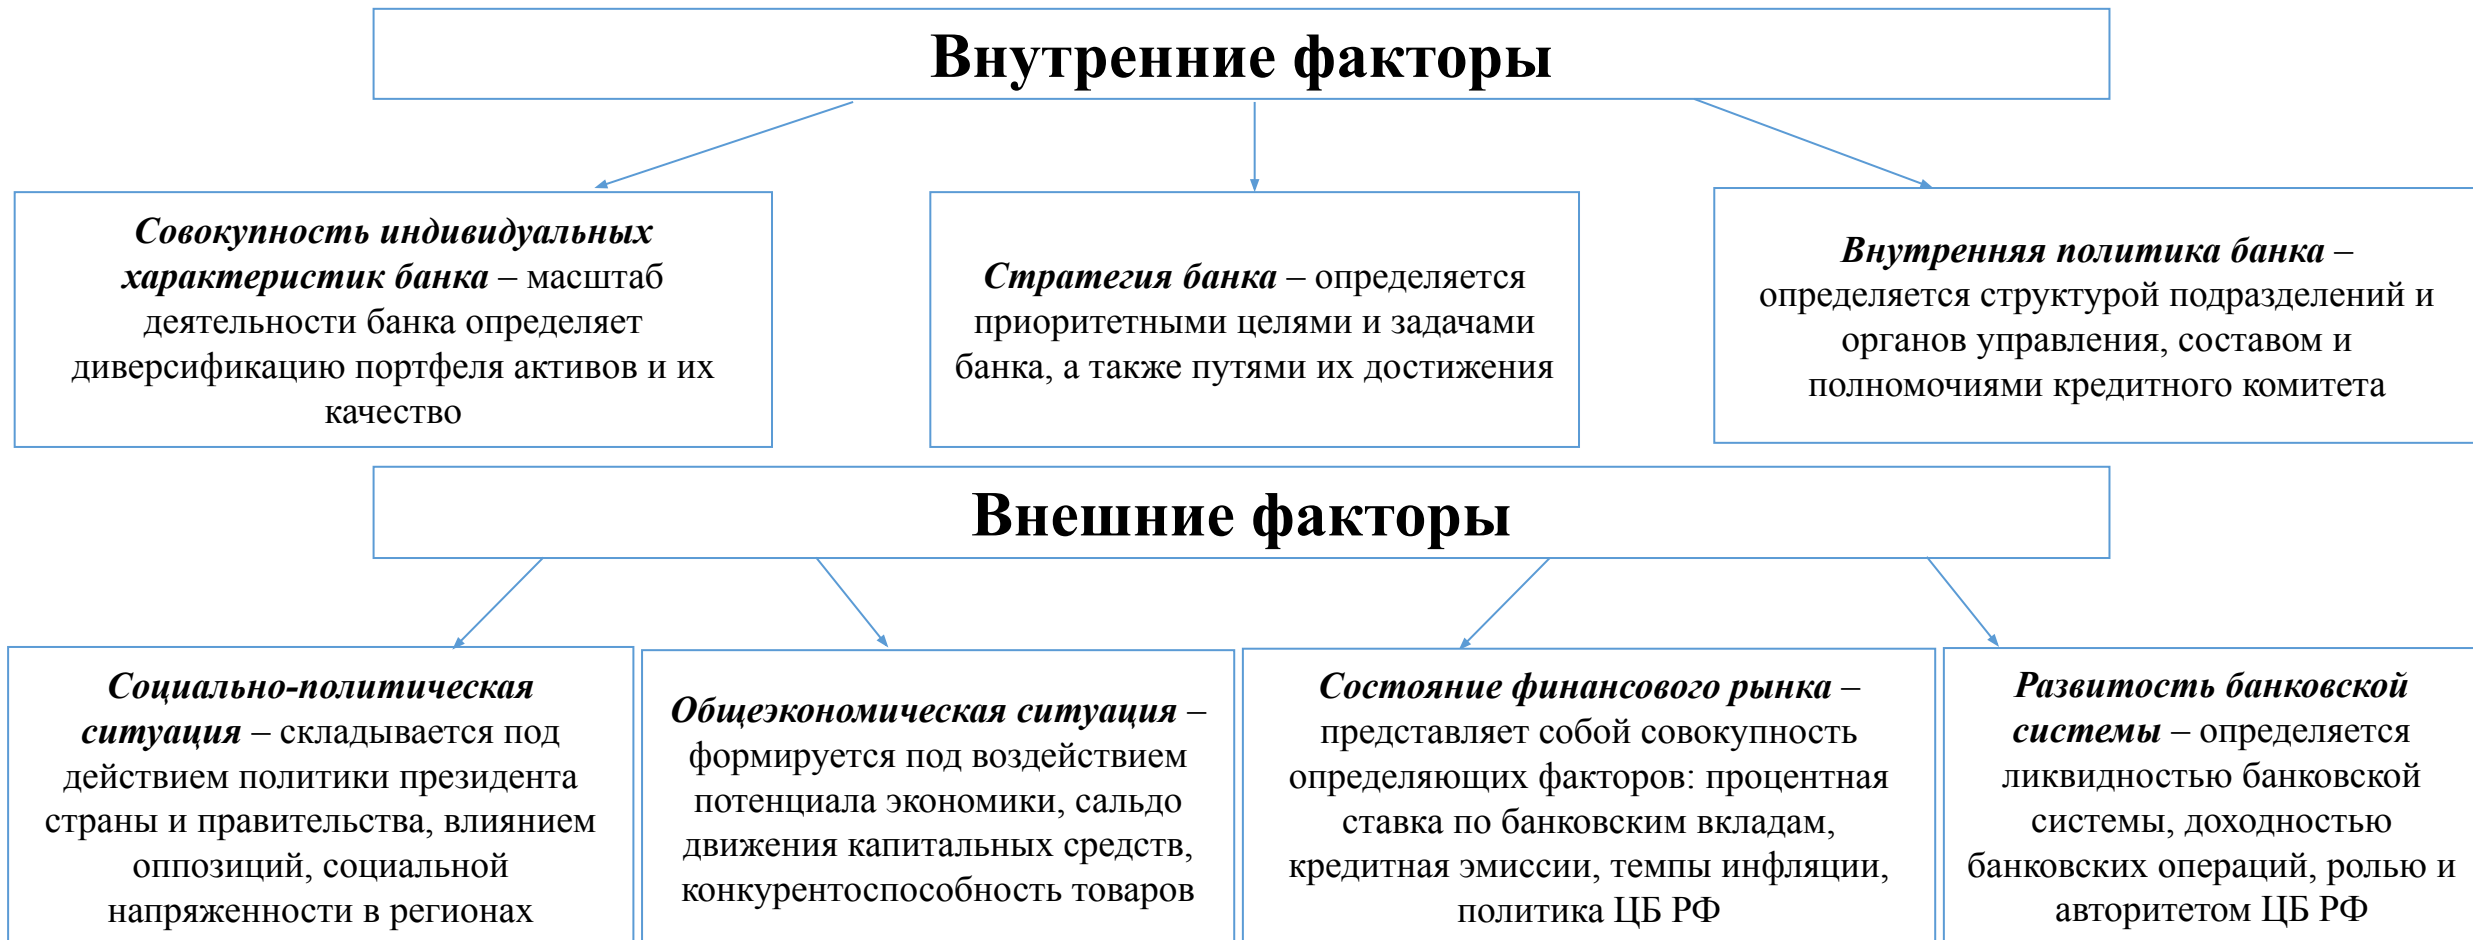 Внутренние факторы
Совокупность индивидуальных
характеристик банка – масштаб
деятельности банка определяет
диверсификацию портфеля активов и их
качество
Стратегия банка – определяется
приоритетными целями и задачами
банка, а также путями их достижения
Внутренняя политика банка –
определяется структурой подразделений и
органов управления, составом и
полномочиями кредитного комитета
Внешние факторы
Социально-политическая
ситуация – складывается под
действием политики президента
страны и правительства, влиянием
оппозиций, социальной
напряженности в регионах
Общеэкономическая ситуация –
формируется под воздействием
потенциала экономики, сальдо
движения капитальных средств,
конкурентоспособность товаров
Состояние финансового рынка –
представляет собой совокупность
определяющих факторов: процентная
ставка по банковским вкладам,
кредитная эмиссии, темпы инфляции,
политика ЦБ РФ
Развитость банковской
системы – определяется
ликвидностью банковской
системы, доходностью
банковских операций, ролью и
авторитетом ЦБ РФ